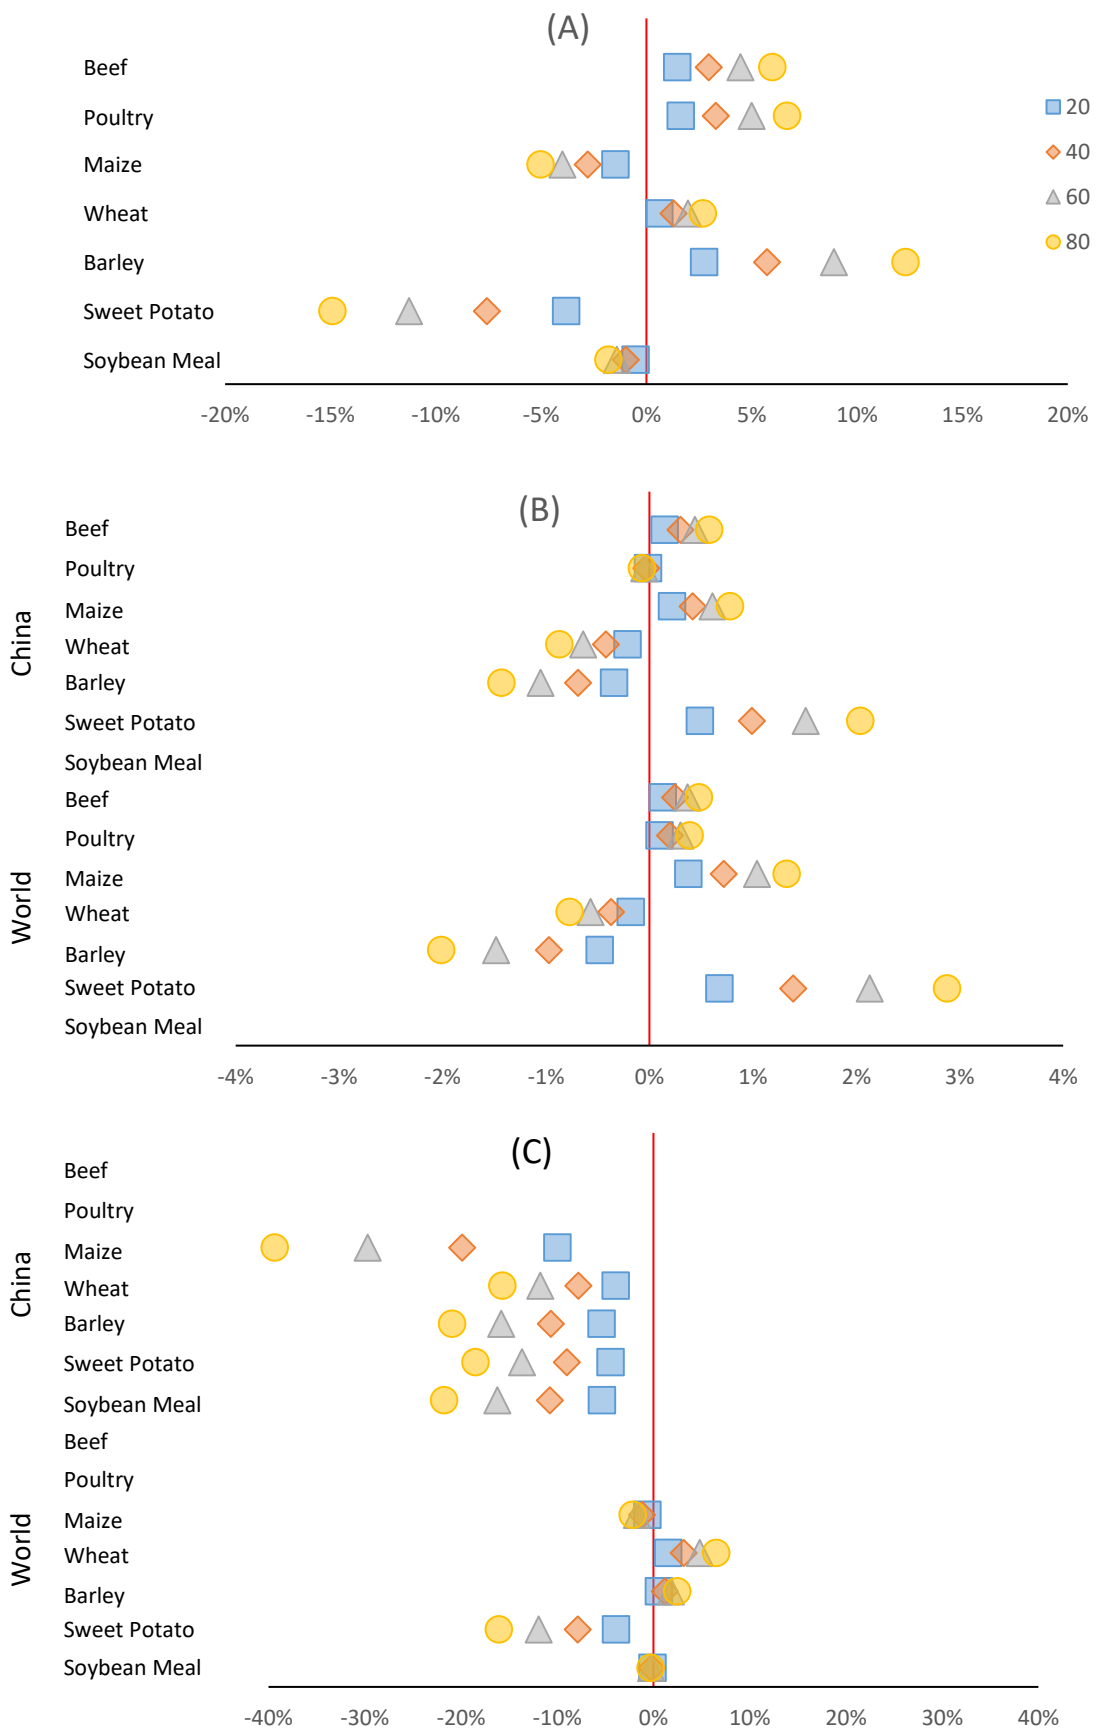 (A)
Beef
Poultry
Maize
Wheat
Barley
Sweet Potato
Soybean Meal
20
40
60
80
-20% -15% -10% -5% 0% 5% 10% 15% 20%
(B)
China
Beef
Poultry
Maize
Wheat
Barley
Sweet Potato
Soybean Meal
World
Beef
Poultry
Maize
Wheat
Barley
Sweet Potato
Soybean Meal
-4% -3% -2% -1% 0% 1% 2% 3% 4%
(C)
China
Beef
Poultry
Maize
Wheat
Barley
Sweet Potato
Soybean Meal
World
Beef
Poultry
Maize
Wheat
Barley
Sweet Potato
Soybean Meal
-40% -30% -20% -10% 0% 10% 20% 30% 40%